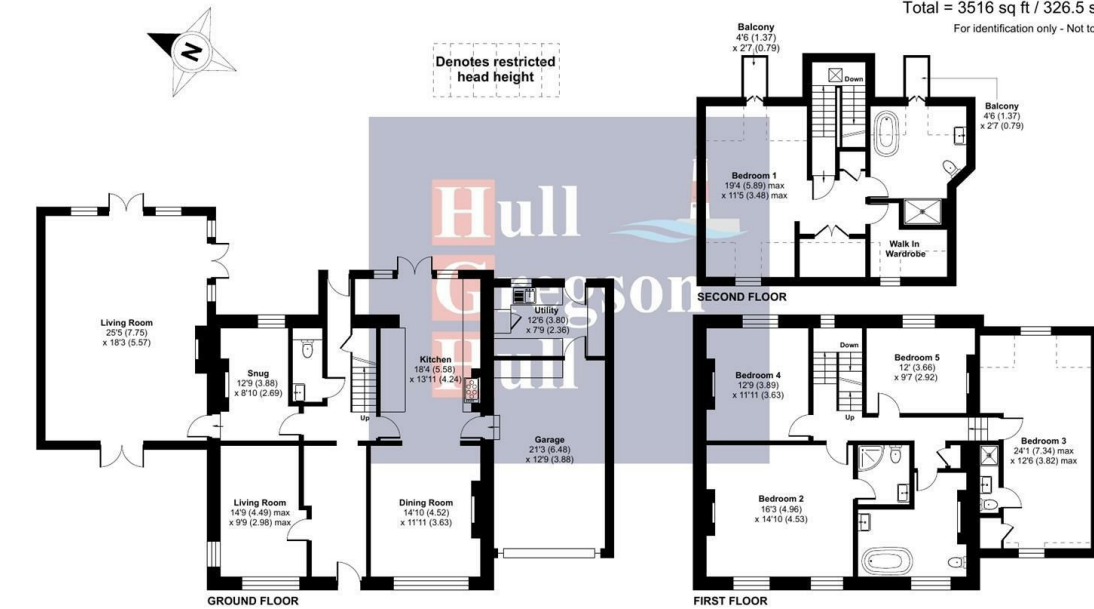 Total = 3516 sq ft / 326.5 s
For identification only - Not to
N
Denotes restricted
head height
Balcony
4'6 (1.37)
x 2'7 (0.79)
Down
Balcony
4'6 (1.37)
x 2'7 (0.79)
Bedroom 1
19'4 (5.89) max
x 11'5 (3.48) max
Walk In
Wardrobe
SECOND FLOOR
Hull
Gregson
Hull
Living Room
25'5 (7.75)
x 18'3 (5.57)
Snug
12'9 (3.88)
x 8'10 (2.69)
Up
Kitchen
18'4 (5.58)
x 13'11 (4.24)
Utility
12'6 (3.80)
x 7'9 (2.36)
Garage
21'3 (6.48)
x 12'9 (3.88)
Living Room
14'9 (4.49) max
x 9'9 (2.98) max
Dining Room
14'10 (4.52)
x 11'11 (3.63)
GROUND FLOOR
Down
Bedroom 4
12'9 (3.89)
x 11'11 (3.63)
Up
Bedroom 5
12' (3.66)
x 9'7 (2.92)
Bedroom 3
24'1 (7.34) max
x 12'6 (3.82) max
Bedroom 2
16'3 (4.96)
x 14'10 (4.53)
FIRST FLOOR